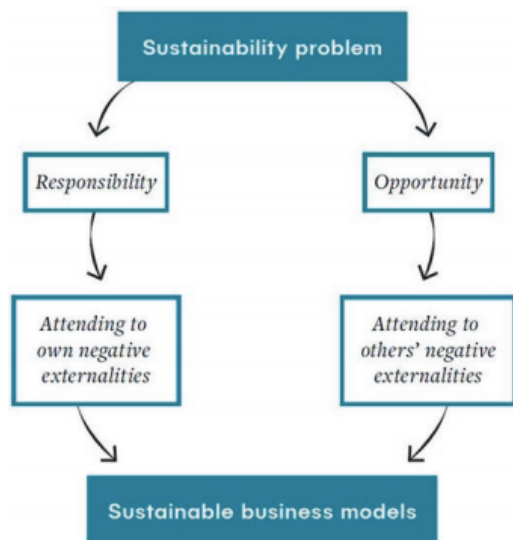 Sustainability problem
Responsibility
Opportunity
Attending to
own negative
externalities
Attending to
others' negative
externalities
Sustainable business models